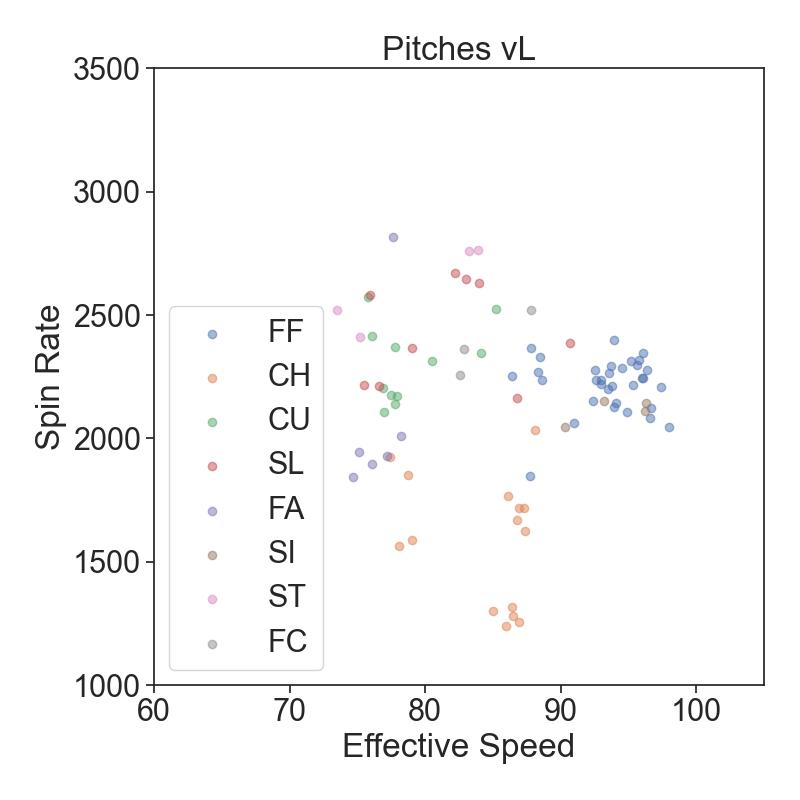 Pitches vL
3500
3000
2500
2000
1500
1000
Spin Rate
FF
CH
CU
SL
FA
SI
ST
FC
60 70 80 90 100
Effective Speed